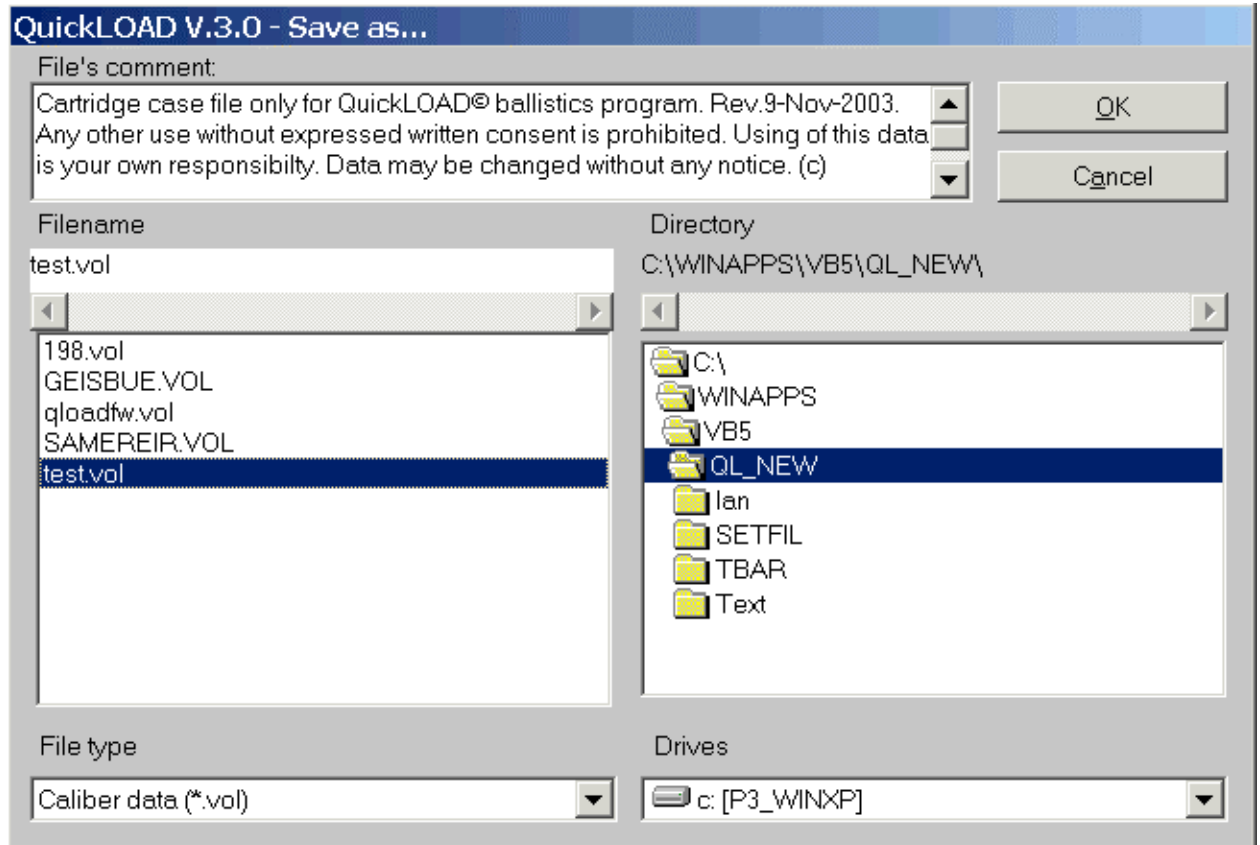 QuickLOAD V.3.0 - Save as...
File's comment:
Cartridge case file only for QuickLOAD© ballistics program. Rev.9-Nov-2003.
Any other use without expressed written consent is prohibited. Using of this data
is your own responsibilty. Data may be changed without any notice. (c)
OK
Cancel
Filename
test.vol
198.vol
GEISBUE.VOL
qloadfw.vol
SAMEREIR.VOL
test.vol
Directory
C:\WINAPPS\VB5\QL_NEW\
C:\
WINAPPS
VB5
QL_NEW
Ian
SETFIL
TBAR
Text
File type
Caliber data (*.vol)
Drives
c: [P3_WINXP]